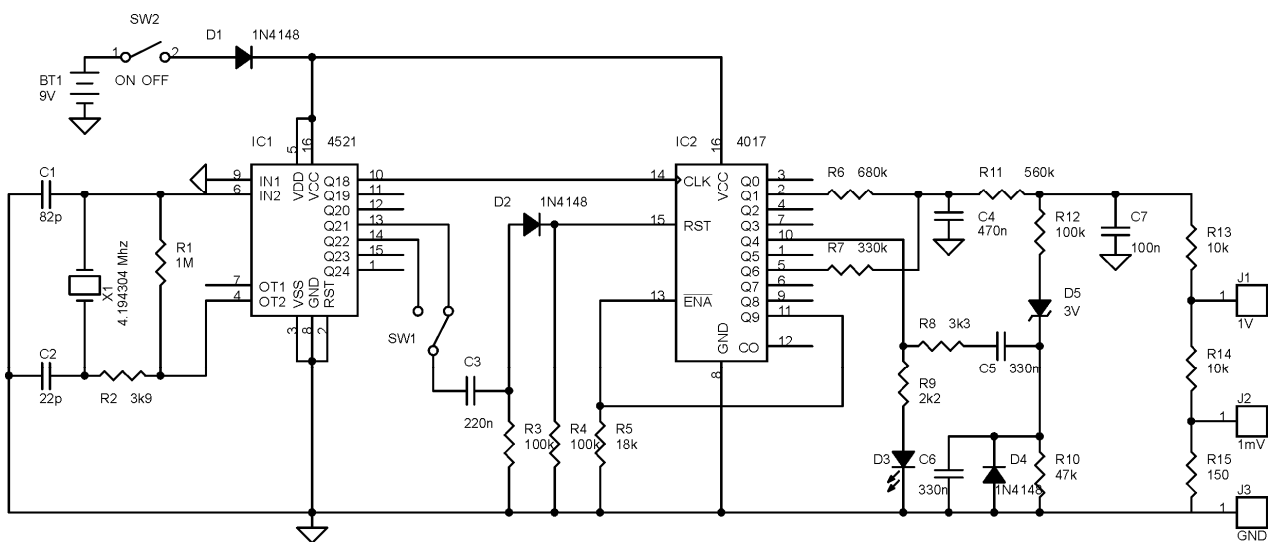 SW2
1 2
ON OFF
D1 1N4148
BT1
9V
IC1 4521
5 16
VDD VCC
9 IN1
6 IN2
7 OT1
4 OT2
VSS GND RST
3 8 2
Q18 10
Q19 11
Q20 12
Q21 13
Q22 14
Q23 15
Q24 1
C1
82p
X1
4.194304 Mhz
R1
1M
C2
22p
R2 3k9
SW1
C3
220n
D2 1N4148
R3
100k
R4
100k
R5
18k
IC2 4017
16
VCC
14 CLK
15 RST
13 ENA
GND
8
Q0 3
Q1 2
Q2 4
Q3 7
Q4 10
Q5 1
Q6 5
Q7 6
Q8 9
Q9 11
CO 12
R6 680k
R7 330k
R11 560k
C4
470n
R12
100k
C7
100n
R13
10k
D5
3V
R8 3k3
C5 330n
R9
2k2
D3
C6
330n
D4
1N4148
R10
47k
R14
10k
R15
150
J1
1
1V
J2
1
1mV
J3
1
GND